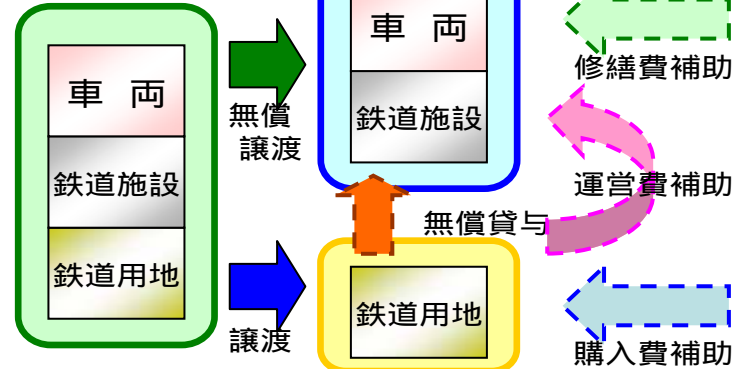 車 両
鉄道施設
鉄道用地
無償
譲渡
譲渡
車 両
鉄道施設
無償貸与
鉄道用地
修繕費補助
運営費補助
購入費補助